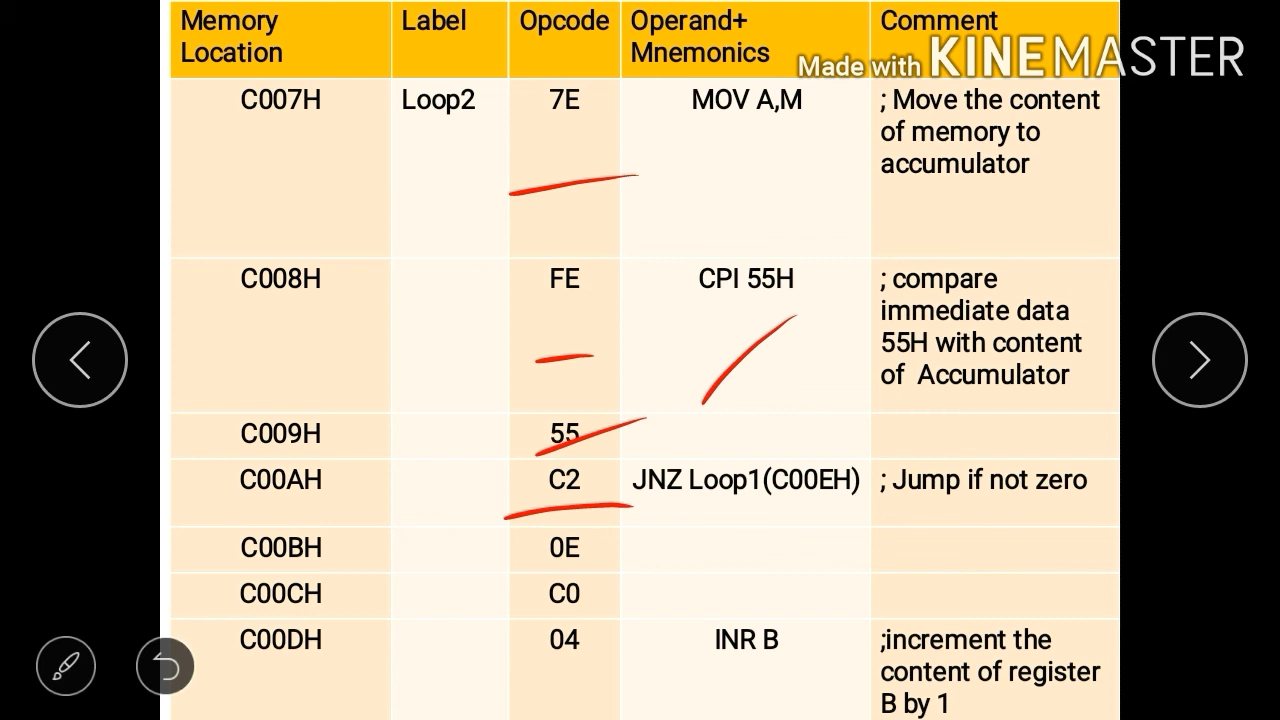 Memory Location Label Opcode Operand+ Mnemonics Comment
Made with KINEMASTER
C007H Loop2 7E MOV A,M ; Move the content of memory to accumulator
C008H FE CPI 55H ; compare immediate data 55H with content of Accumulator
C009H 55
C00AH C2 JNZ Loop1(C00EH) ; Jump if not zero
C00BH 0E
C00CH C0
C00DH 04 INR B ;increment the content of register B by 1